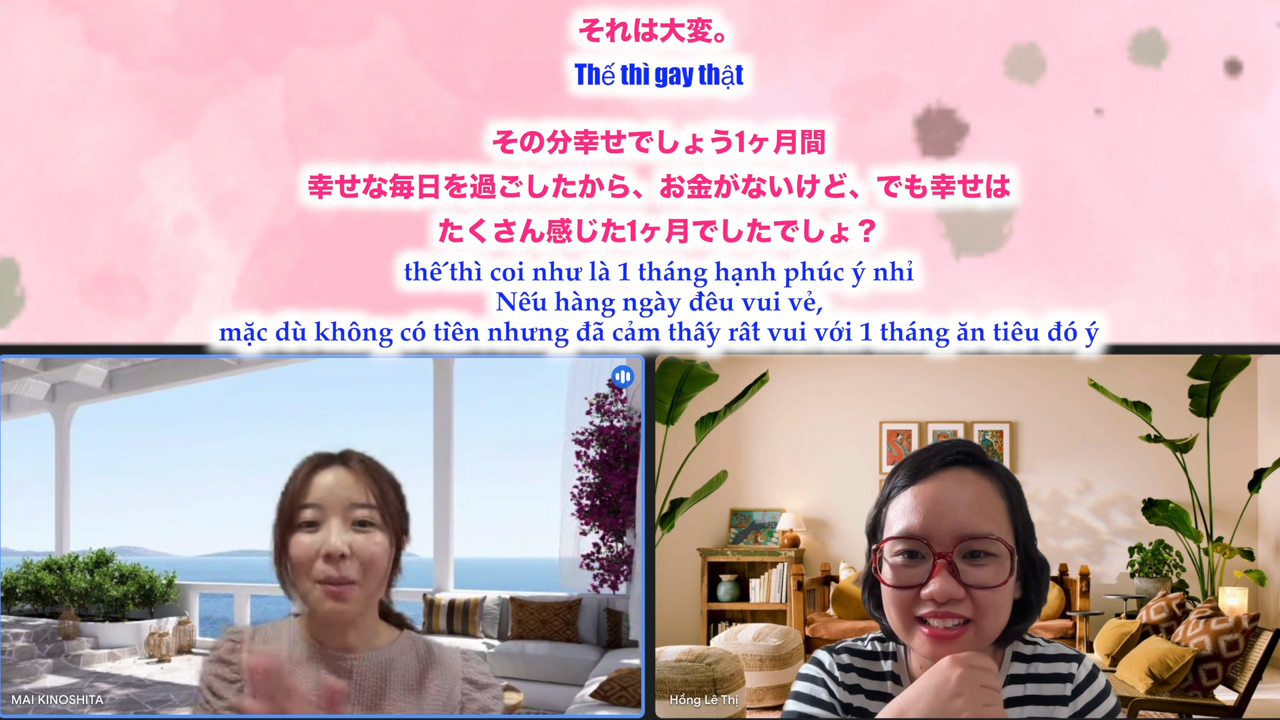 それは大変。
Thế thì gay thật
その分幸せでしょう1ヶ月間
幸せな毎日を過ごしたから、お金がないけど、でも幸せは
たくさん感じた1ヶ月でしたでしょ？
thế thì coi như là 1 tháng hạnh phúc ý nhỉ
Nếu hàng ngày đều vui vẻ,
mặc dù không có tiền nhưng đã cảm thấy rất vui với 1 tháng ăn tiêu đó ý
MAI KINOSHITA
Hồng Lê Thị